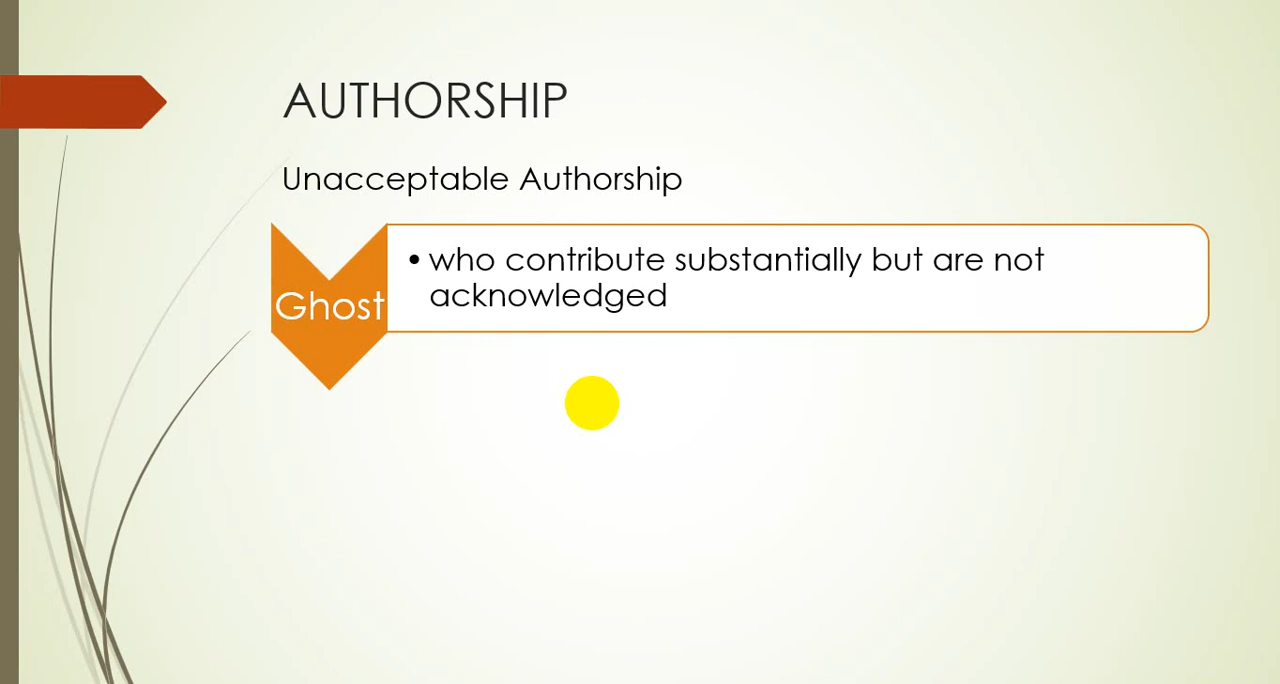 AUTHORSHIP
Unacceptable Authorship
Ghost
• who contribute substantially but are not
acknowledged